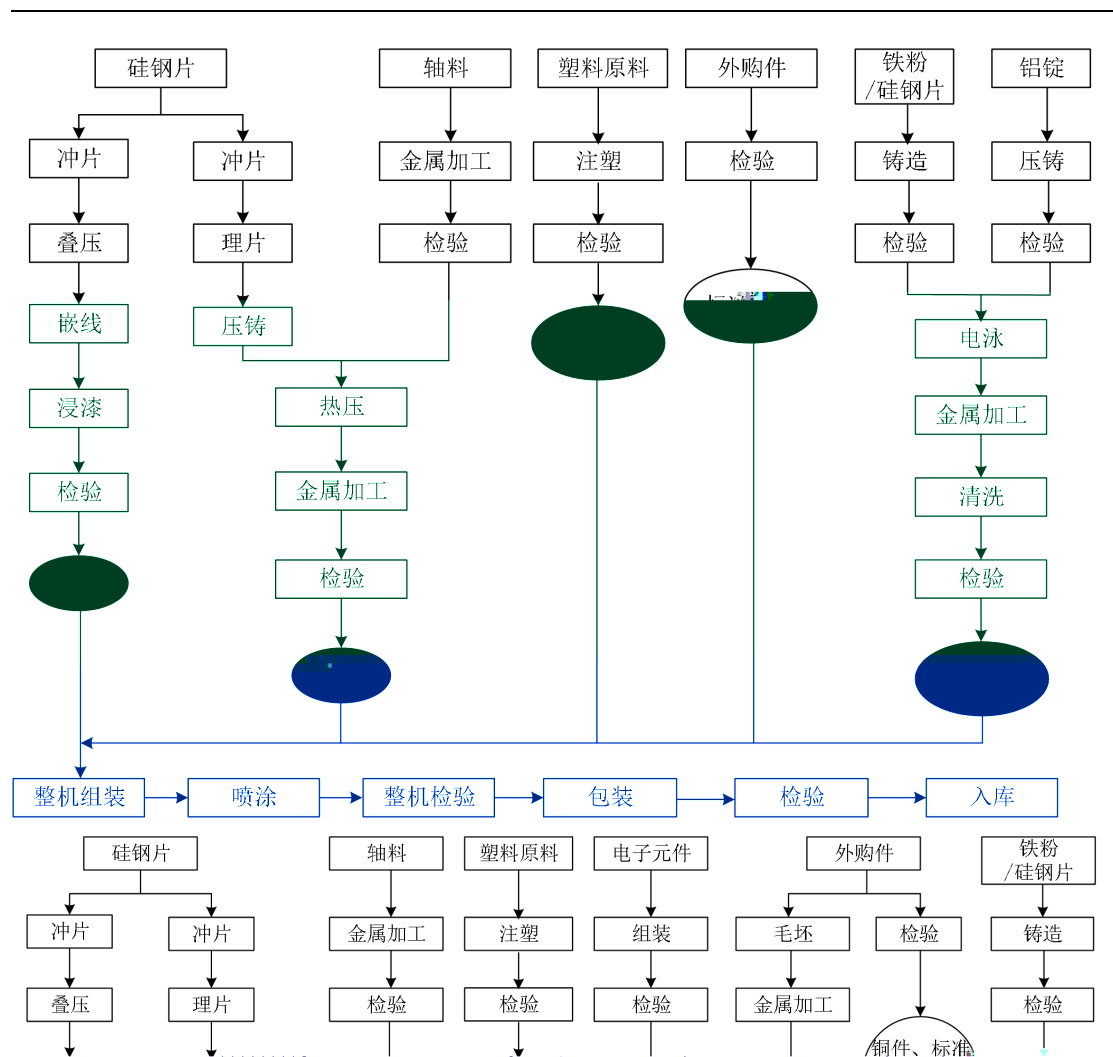 硅钢片
轴料
塑料原料
外购件
铁粉
/硅钢片
铝锭
冲片
冲片
金属加工
注塑
检验
铸造
压铸
叠压
理片
检验
检验
检验
检验
嵌线
压铸
电泳
浸漆
热压
金属加工
检验
金属加工
清洗
检验
检验
整机组装
喷涂
整机检验
包装
检验
入库
硅钢片
轴料
塑料原料
电子元件
外购件
铁粉
/硅钢片
冲片
冲片
金属加工
注塑
组装
毛坯
检验
铸造
叠压
理片
检验
检验
检验
金属加工
检验
铜件、标准